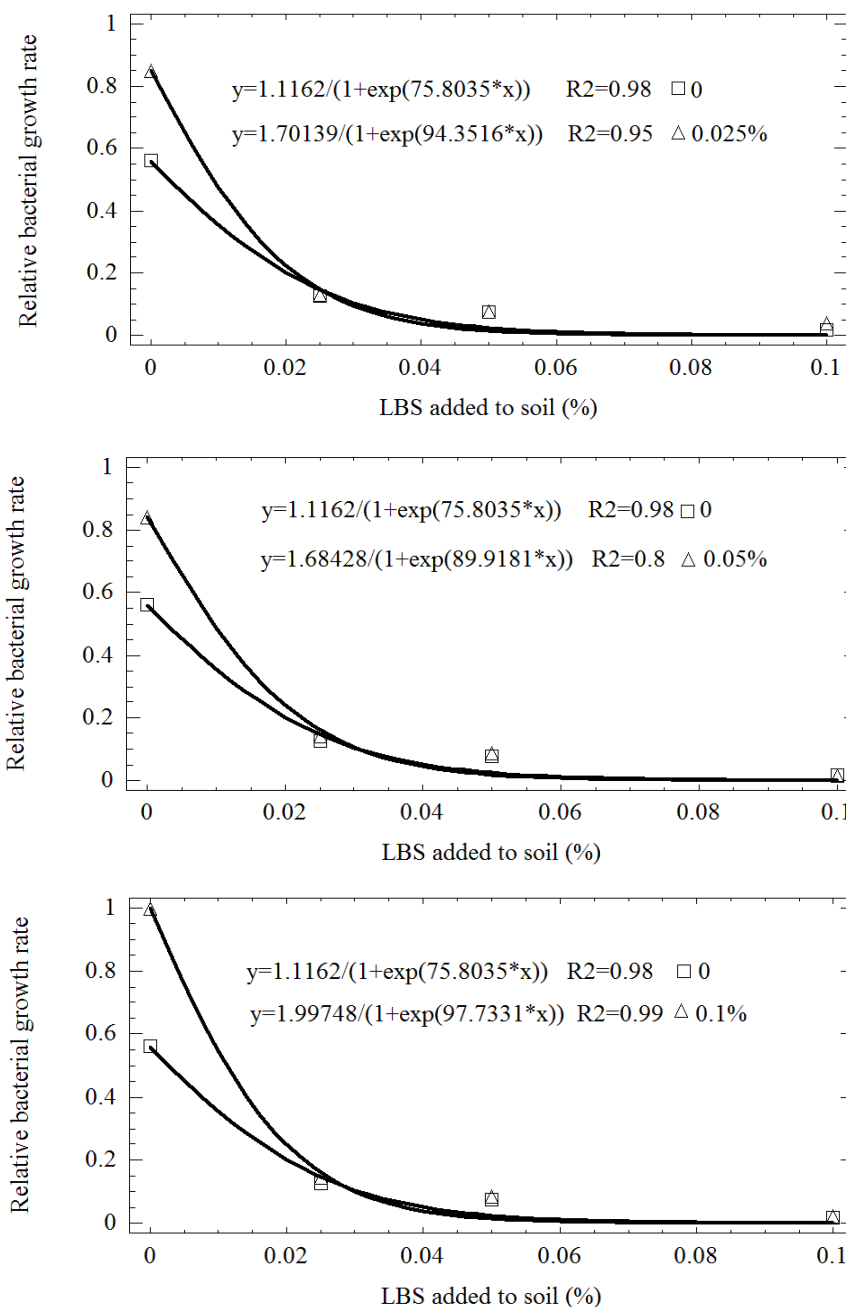 1
0.8
0.6
0.4
0.2
0
Relative bacterial growth rate
y=1.1162/(1+exp(75.8035*x)) R2=0.98 0
y=1.70139/(1+exp(94.3516*x)) R2=0.95 0.025%
0 0.02 0.04 0.06 0.08 0.1
LBS added to soil (%)
1
0.8
0.6
0.4
0.2
0
Relative bacterial growth rate
y=1.1162/(1+exp(75.8035*x)) R2=0.98 0
y=1.68428/(1+exp(89.9181*x)) R2=0.8 0.05%
0 0.02 0.04 0.06 0.08 0.1
LBS added to soil (%)
1
0.8
0.6
0.4
0.2
0
Relative bacterial growth rate
y=1.1162/(1+exp(75.8035*x)) R2=0.98 0
y=1.99748/(1+exp(97.7331*x)) R2=0.99 0.1%
0 0.02 0.04 0.06 0.08 0.1
LBS added to soil (%)